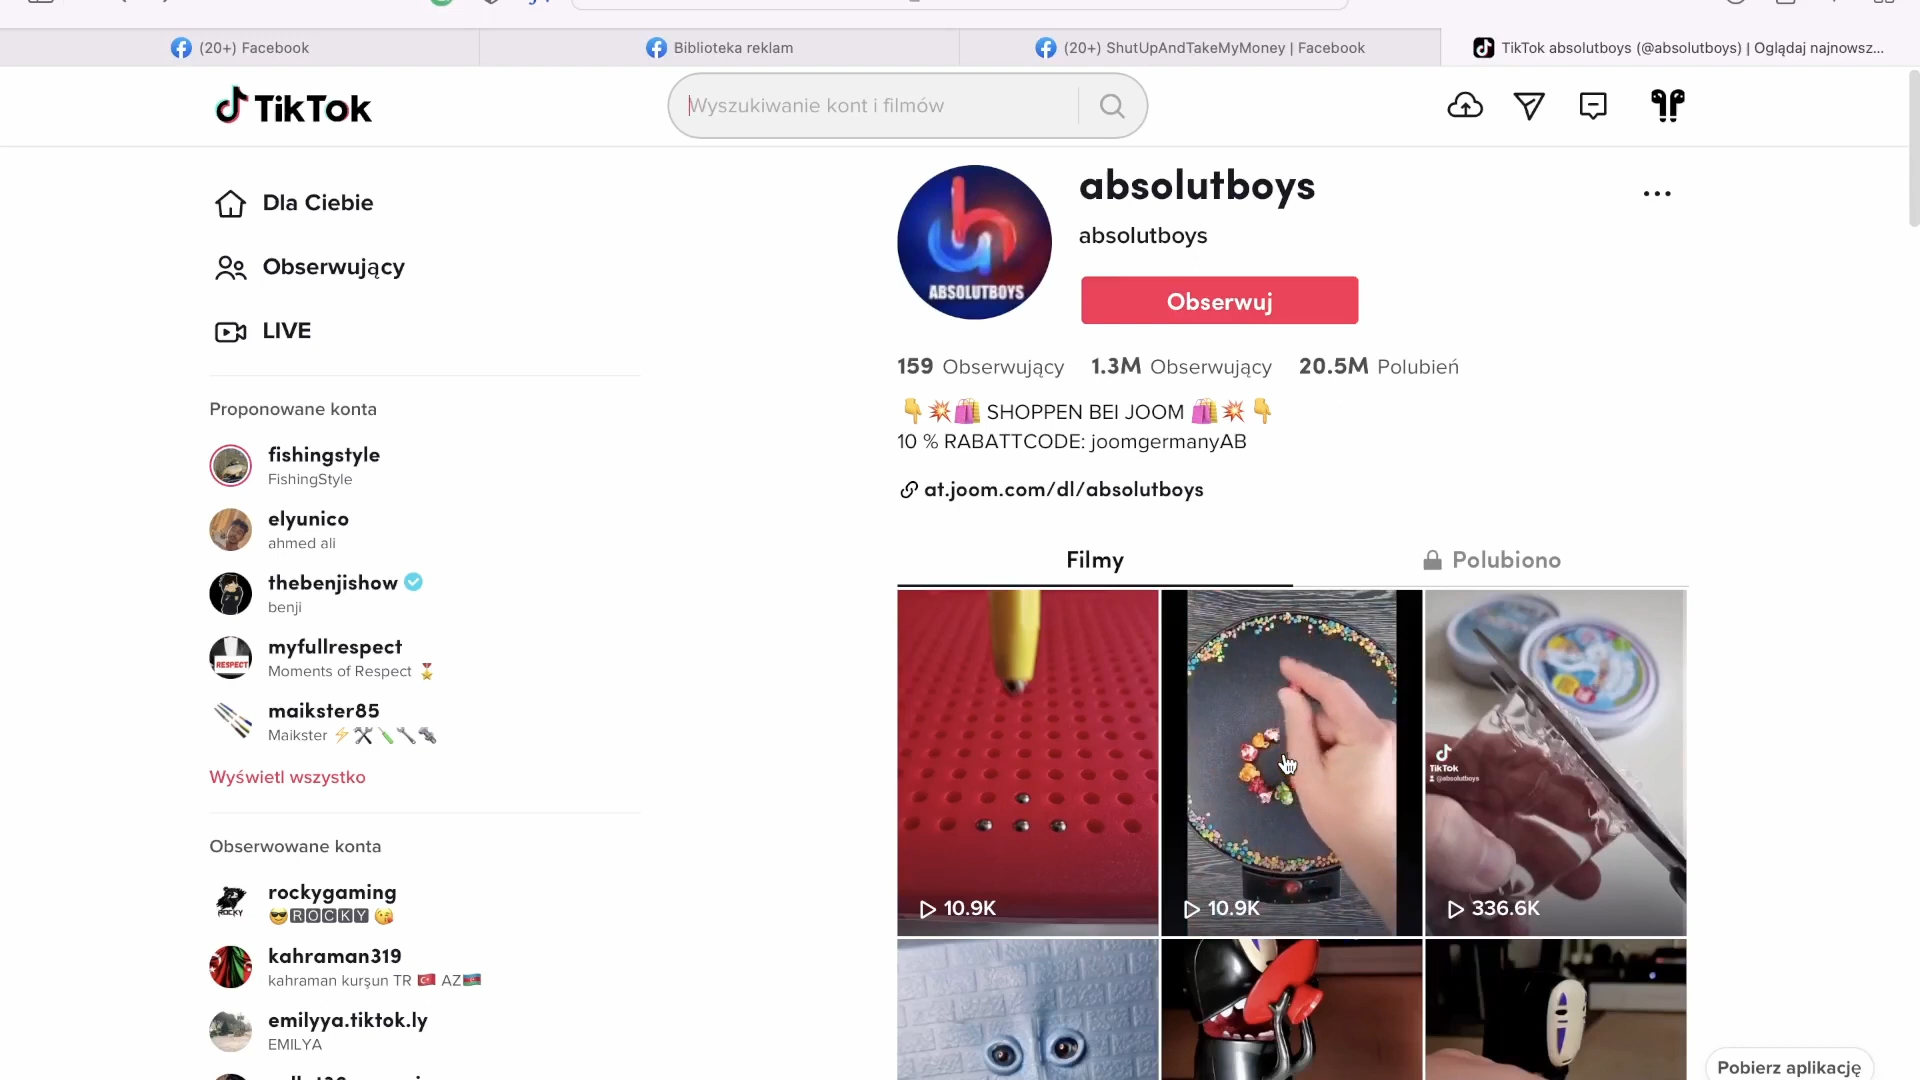 (20+) Facebook
Biblioteka reklam
(20+) ShutUpAndTakeMyMoney | Facebook
TikTok absolutboys (@absolutboys) | Oglądaj najnowsz...
TikTok
Wyszukiwanie kont i filmów
Dla Ciebie
Obserwujący
LIVE
Proponowane konta
fishingstyle
FishingStyle
elyunico
ahmed ali
thebenjishow
benji
RESPECT
myfullrespect
Moments of Respect 🎖️
maikster85
Maikster ⚡🛠️🪛🔧🔩
Wyświetl wszystko
Obserwowane konta
ROCKY
rockygaming
😎🆁🅾🅲🅺🆈 😘
kahraman319
kahraman kurşun TR 🇹🇷 AZ🇦🇿
emilyya.tiktok.ly
EMILYA
ABSOLUTBOYS
absolutboys
absolutboys
Obserwuj
159 Obserwujący 1.3M Obserwujący 20.5M Polubień
👇💥🛍️ SHOPPEN BEI JOOM 🛍️💥👇
10 % RABATTCODE: joomgermanyAB
at.joom.com/dl/absolutboys
Filmy
Polubiono
TikTok
@absolutboys
10.9K
10.9K
336.6K
Pobierz aplikację